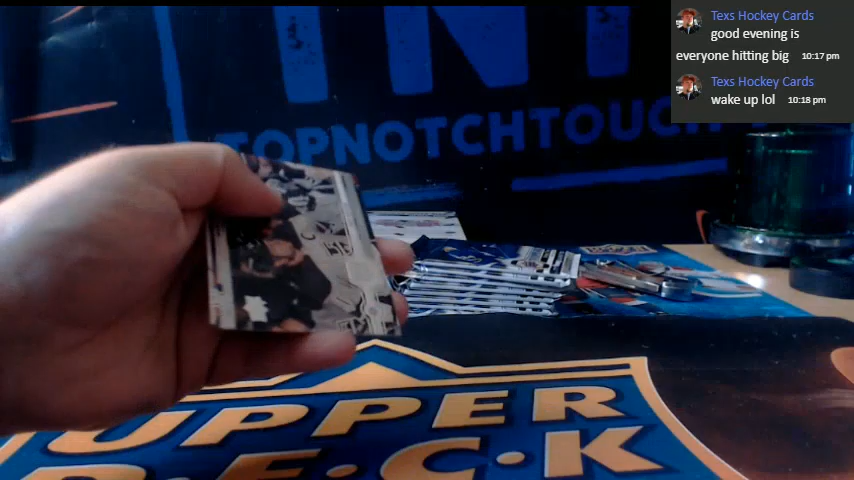 Texs Hockey Cards
good evening is
everyone hitting big 10:17 pm
Texs Hockey Cards
wake up lol 10:18 pm
TNT
TOPNOTCHTOUCH
UPPER
D·E·C·K